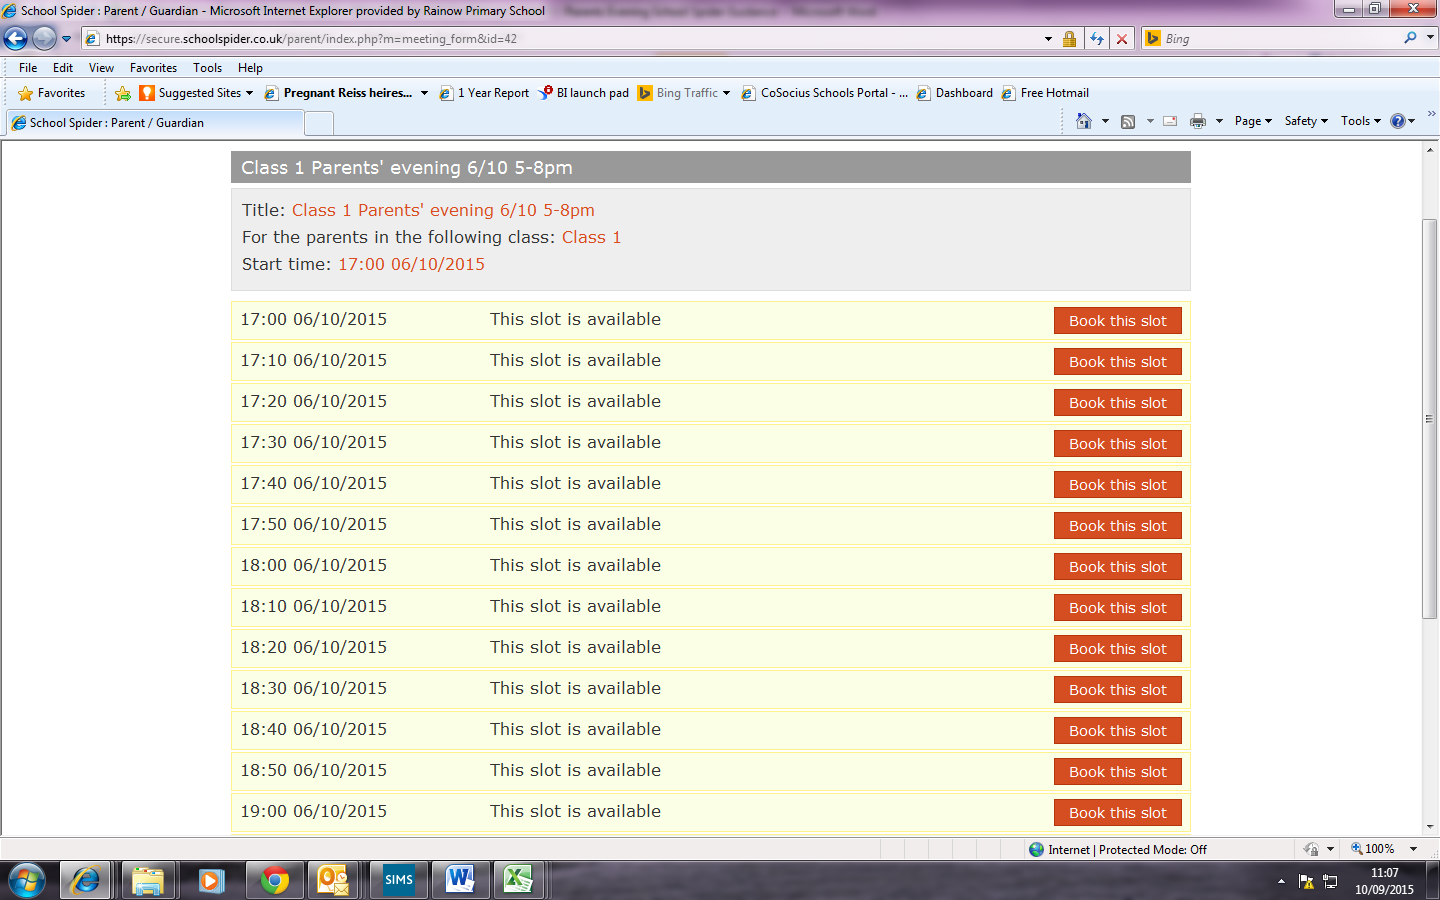 School Spider : Parent / Guardian - Microsoft Internet Explorer provided by Rainow Primary School
https://secure.schoolspider.co.uk/parent/index.php?m=meeting_form&id=42
Bing
File Edit View Favorites Tools Help
Favorites Suggested Sites Pregnant Reiss heires... 1 Year Report BI launch pad Bing Traffic CoSocius Schools Portal - ... Dashboard Free Hotmail
School Spider : Parent / Guardian
Page Safety Tools
Class 1 Parents' evening 6/10 5-8pm
Title: Class 1 Parents' evening 6/10 5-8pm
For the parents in the following class: Class 1
Start time: 17:00 06/10/2015
17:00 06/10/2015 This slot is available Book this slot
17:10 06/10/2015 This slot is available Book this slot
17:20 06/10/2015 This slot is available Book this slot
17:30 06/10/2015 This slot is available Book this slot
17:40 06/10/2015 This slot is available Book this slot
17:50 06/10/2015 This slot is available Book this slot
18:00 06/10/2015 This slot is available Book this slot
18:10 06/10/2015 This slot is available Book this slot
18:20 06/10/2015 This slot is available Book this slot
18:30 06/10/2015 This slot is available Book this slot
18:40 06/10/2015 This slot is available Book this slot
18:50 06/10/2015 This slot is available Book this slot
19:00 06/10/2015 This slot is available Book this slot
Internet | Protected Mode: Off 100%
SIMS
11:07
10/09/2015